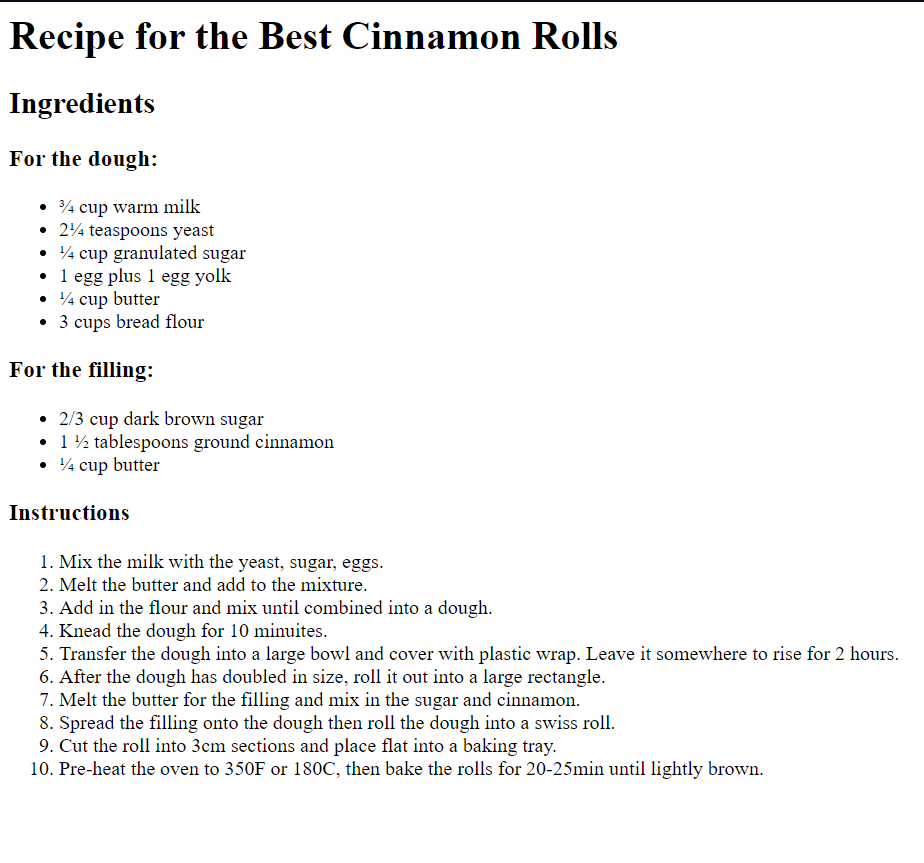 Recipe for the Best Cinnamon Rolls
Ingredients
For the dough:
• ¾ cup warm milk
• 2¼ teaspoons yeast
• ¼ cup granulated sugar
• 1 egg plus 1 egg yolk
• ¼ cup butter
• 3 cups bread flour
For the filling:
• 2/3 cup dark brown sugar
• 1 ½ tablespoons ground cinnamon
• ¼ cup butter
Instructions
1. Mix the milk with the yeast, sugar, eggs.
2. Melt the butter and add to the mixture.
3. Add in the flour and mix until combined into a dough.
4. Knead the dough for 10 minuites.
5. Transfer the dough into a large bowl and cover with plastic wrap. Leave it somewhere to rise for 2 hours.
6. After the dough has doubled in size, roll it out into a large rectangle.
7. Melt the butter for the filling and mix in the sugar and cinnamon.
8. Spread the filling onto the dough then roll the dough into a swiss roll.
9. Cut the roll into 3cm sections and place flat into a baking tray.
10. Pre-heat the oven to 350F or 180C, then bake the rolls for 20-25min until lightly brown.